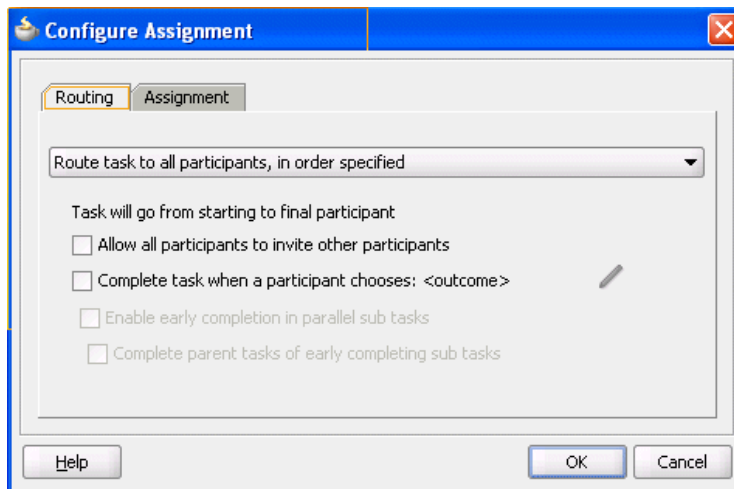 Configure Assignment
Routing Assignment
Route task to all participants, in order specified
Task will go from starting to final participant
Allow all participants to invite other participants
Complete task when a participant chooses: <outcome>
Enable early completion in parallel sub tasks
Complete parent tasks of early completing sub tasks
Help OK Cancel